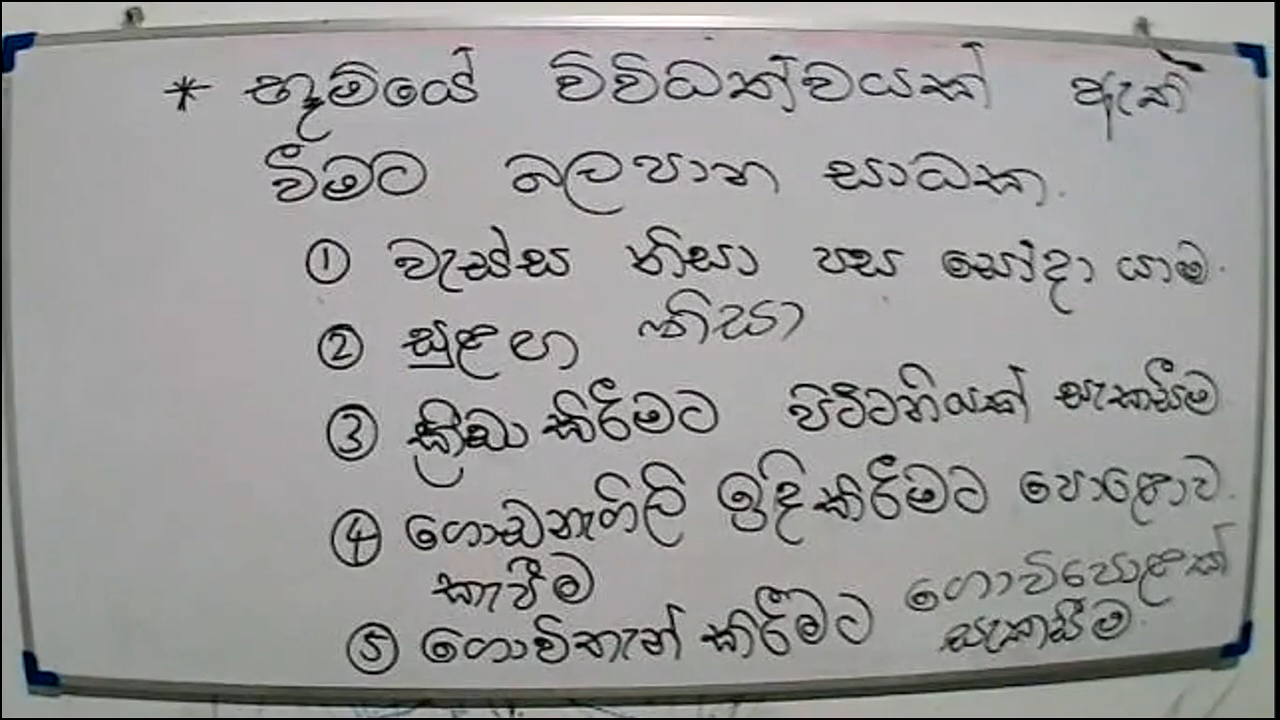 * භූමියේ විවිධත්වයක් ඇති
වීමට බලපාන සාධක.
① වැස්ස නිසා පස සෝදා යාම.
② සුළඟ නිසා
③ ක්‍රීඩා කිරීමට පිට්ටනියක් සැකසීම
④ ගොඩනැගිලි ඉදිකිරීමට පොළොව
කැපීම
⑤ ගොවිතැන් කිරීමට ගොවිපොළක්
සැකසීම.